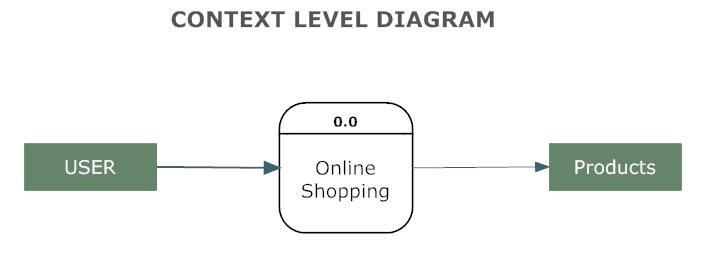 CONTEXT LEVEL DIAGRAM
0.0
USER
Online
Shopping
Products